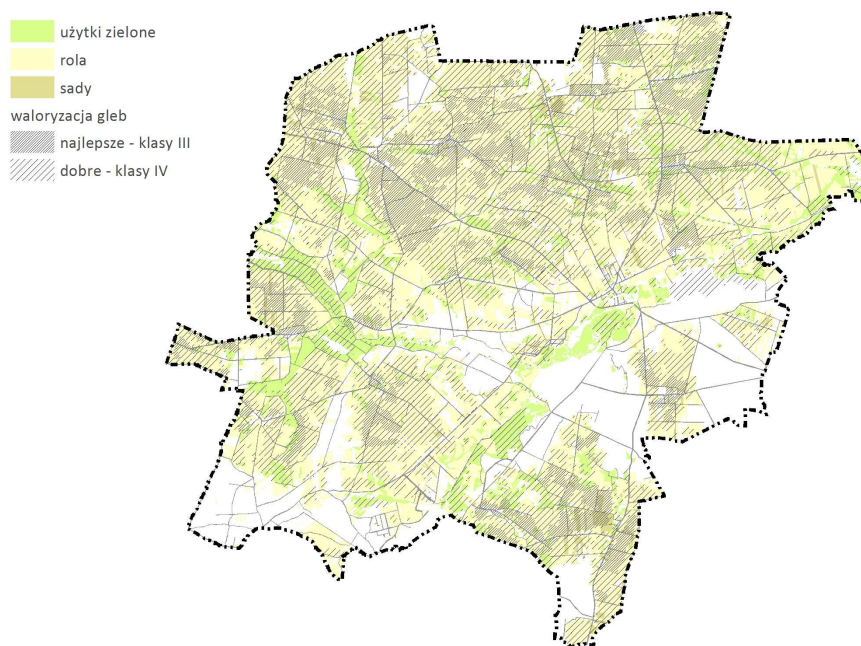 użytki zielone
rola
sady
waloryzacja gleb
najlepsze - klasy III
dobre - klasy IV